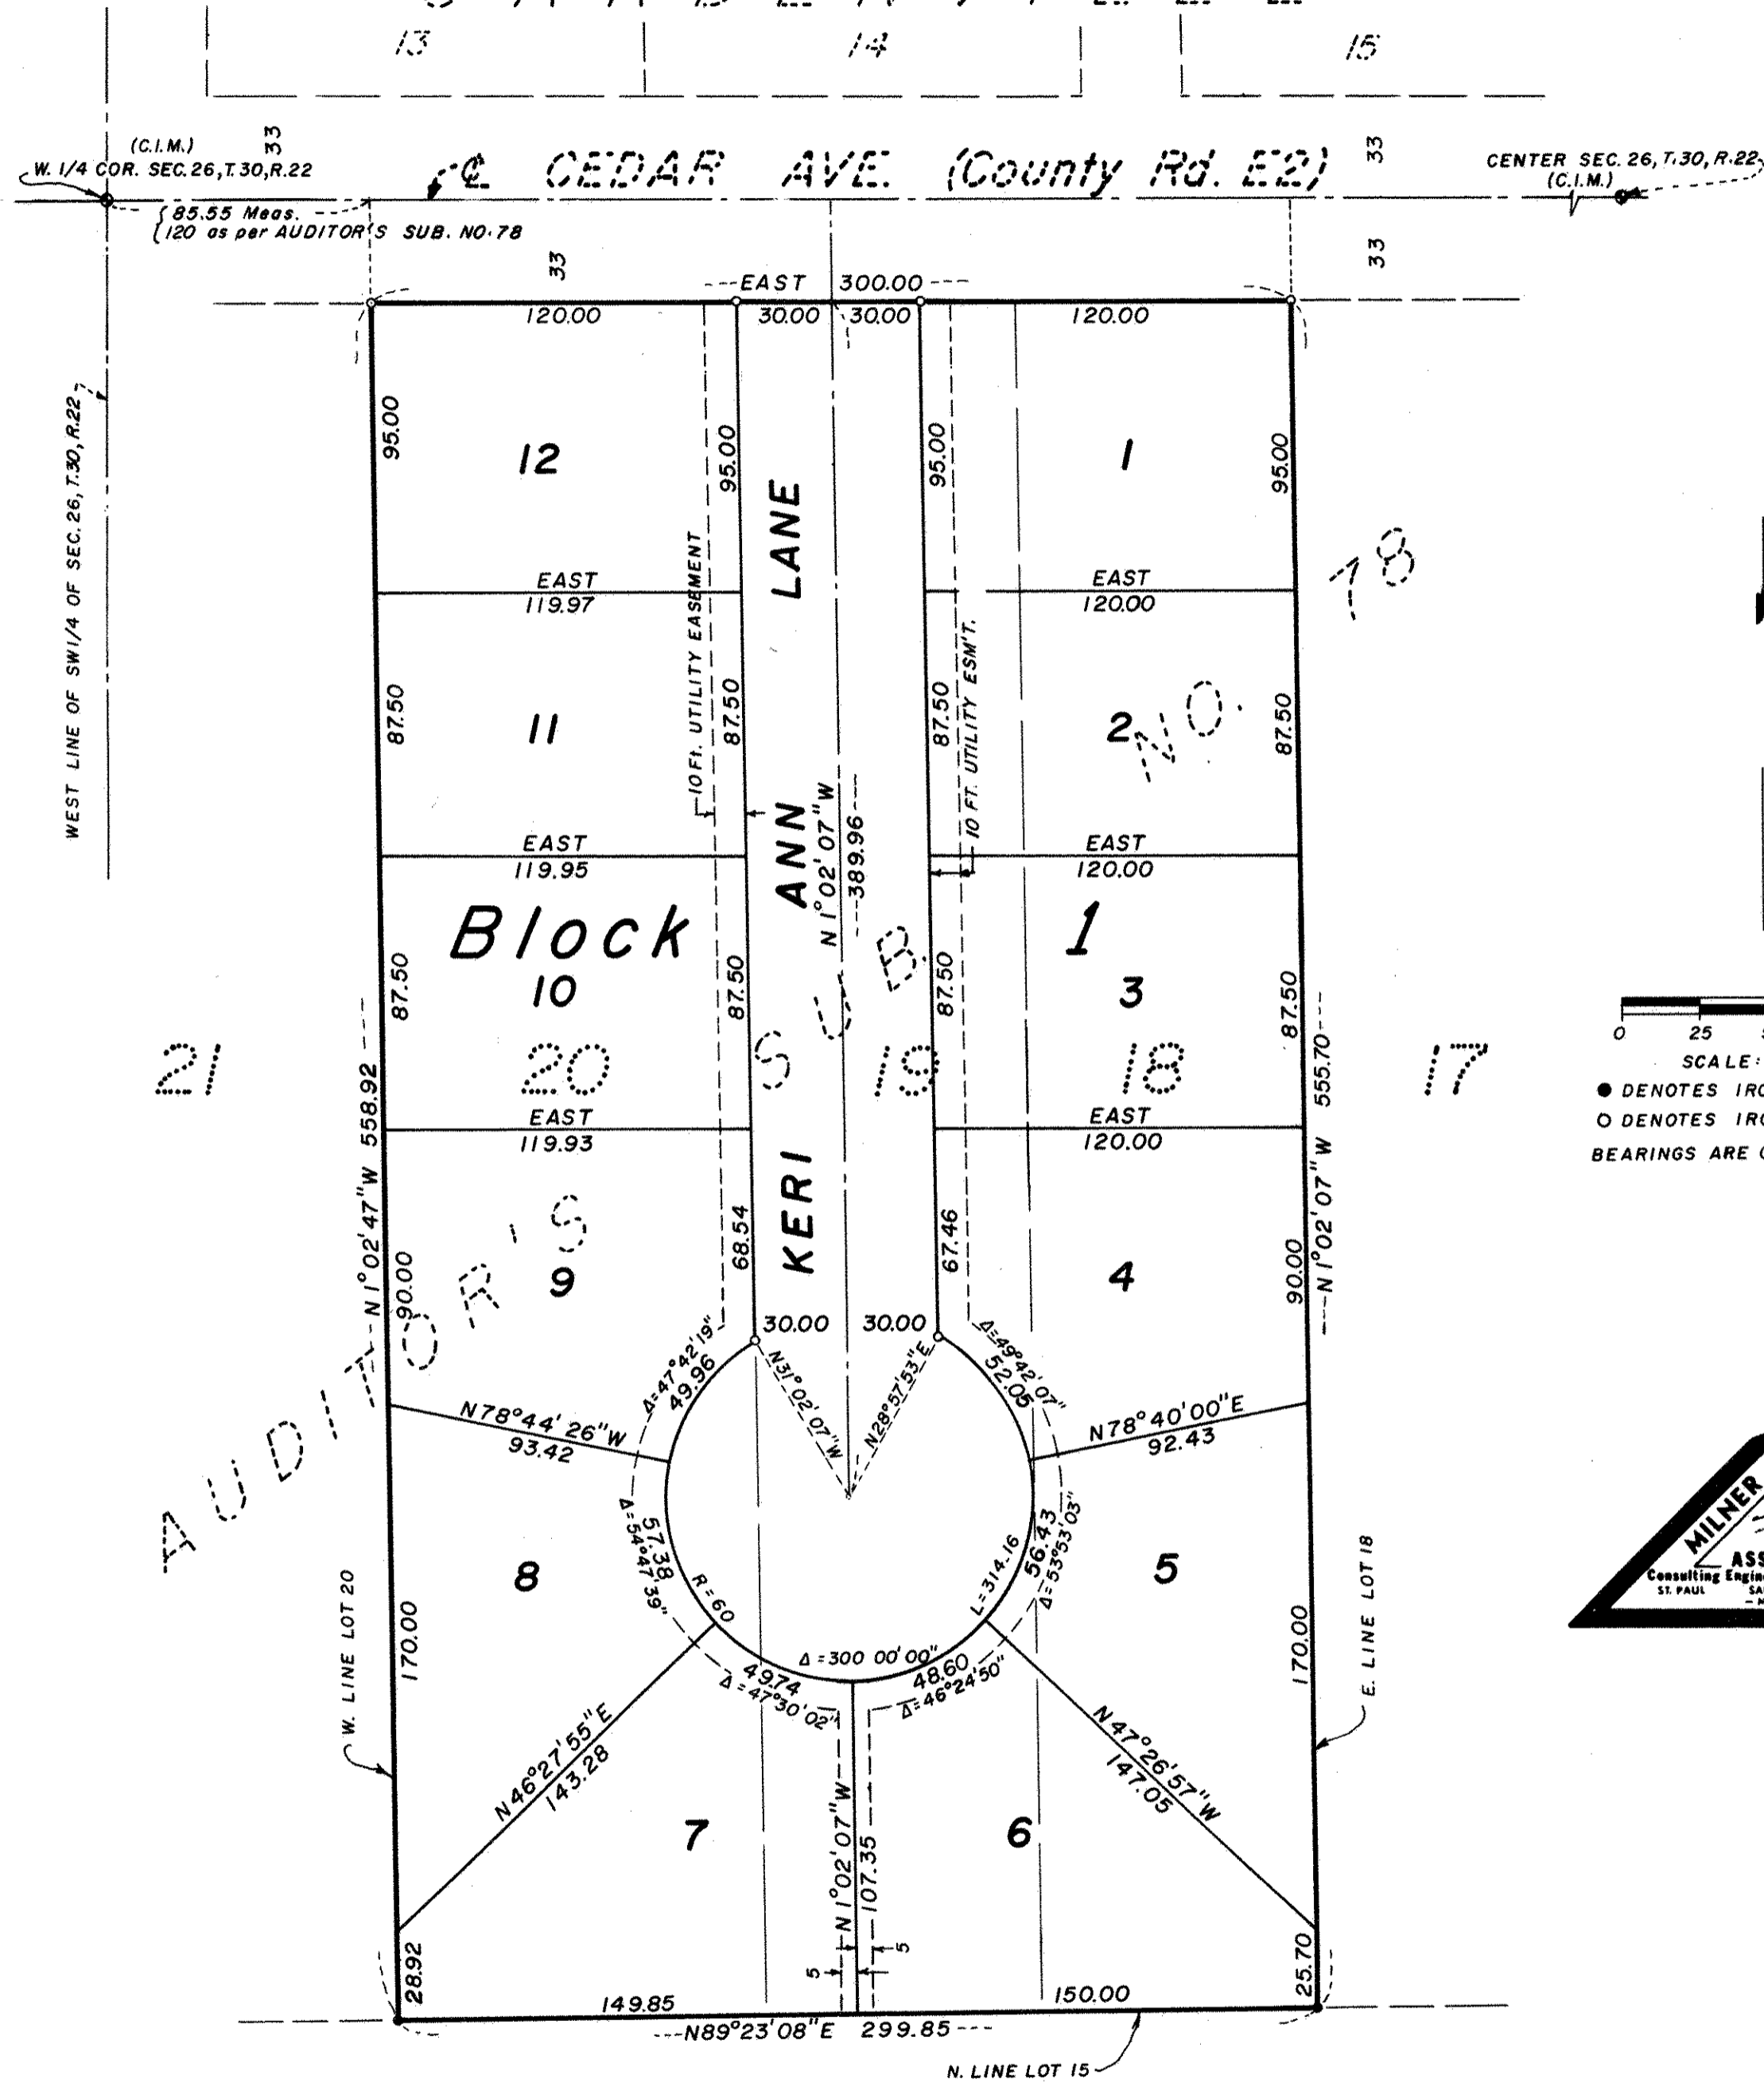 13
14
15
(C.I.M.)
33
33
W. 1/4 COR. SEC. 26, T.30, R.22
℄ CEDAR AVE. (County Rd. E2)
CENTER SEC. 26, T.30, R.22
(C.I.M.)
85.55 Meas.
120 as per AUDITOR'S SUB. NO. 78
33
33
EAST 300.00
120.00
30.00
30.00
120.00
WEST LINE OF SW1/4 OF SEC. 26, T.30, R.22
95.00
12
95.00
95.00
1
95.00
EAST
119.97
EAST
120.00
87.50
11
10 Ft. UTILITY EASEMENT
87.50
87.50
10 FT. UTILITY ESM'T.
2
87.50
EAST
119.95
EAST
120.00
KERI ANN LANE
N 1°02'07"W
389.96
Block 1
87.50
10
87.50
87.50
3
87.50
21
20
19
18
17
AUDITOR'S SUB. NO. 78
EAST
119.93
EAST
120.00
N 1°02'47"W 558.92
N 1°02'07"W 555.70
90.00
9
68.54
67.46
4
90.00
30.00
30.00
N31°02'07"W
N28°57'53"E
Δ=47°42'19"
49.96
Δ=49°42'07"
52.05
N78°44'26"W
93.42
N78°40'00"E
92.43
Δ=54°47'39"
57.38
R=60
L=314.16
56.43
Δ=53°53'03"
8
5
170.00
170.00
W. LINE LOT 20
E. LINE LOT 18
Δ=300 00'00"
49.74
Δ=47°30'02"
48.60
Δ=46°24'50"
N46°27'55"E
143.28
N47°26'57"W
147.05
7
6
N 1°02'07"W
107.35
5
5
28.92
25.70
149.85
150.00
N89°23'08"E 299.85
N. LINE LOT 15
0 25
SCALE:
● DENOTES
○ DENOTES
BEARINGS ARE
MILNER
Consulting
ST. PAUL